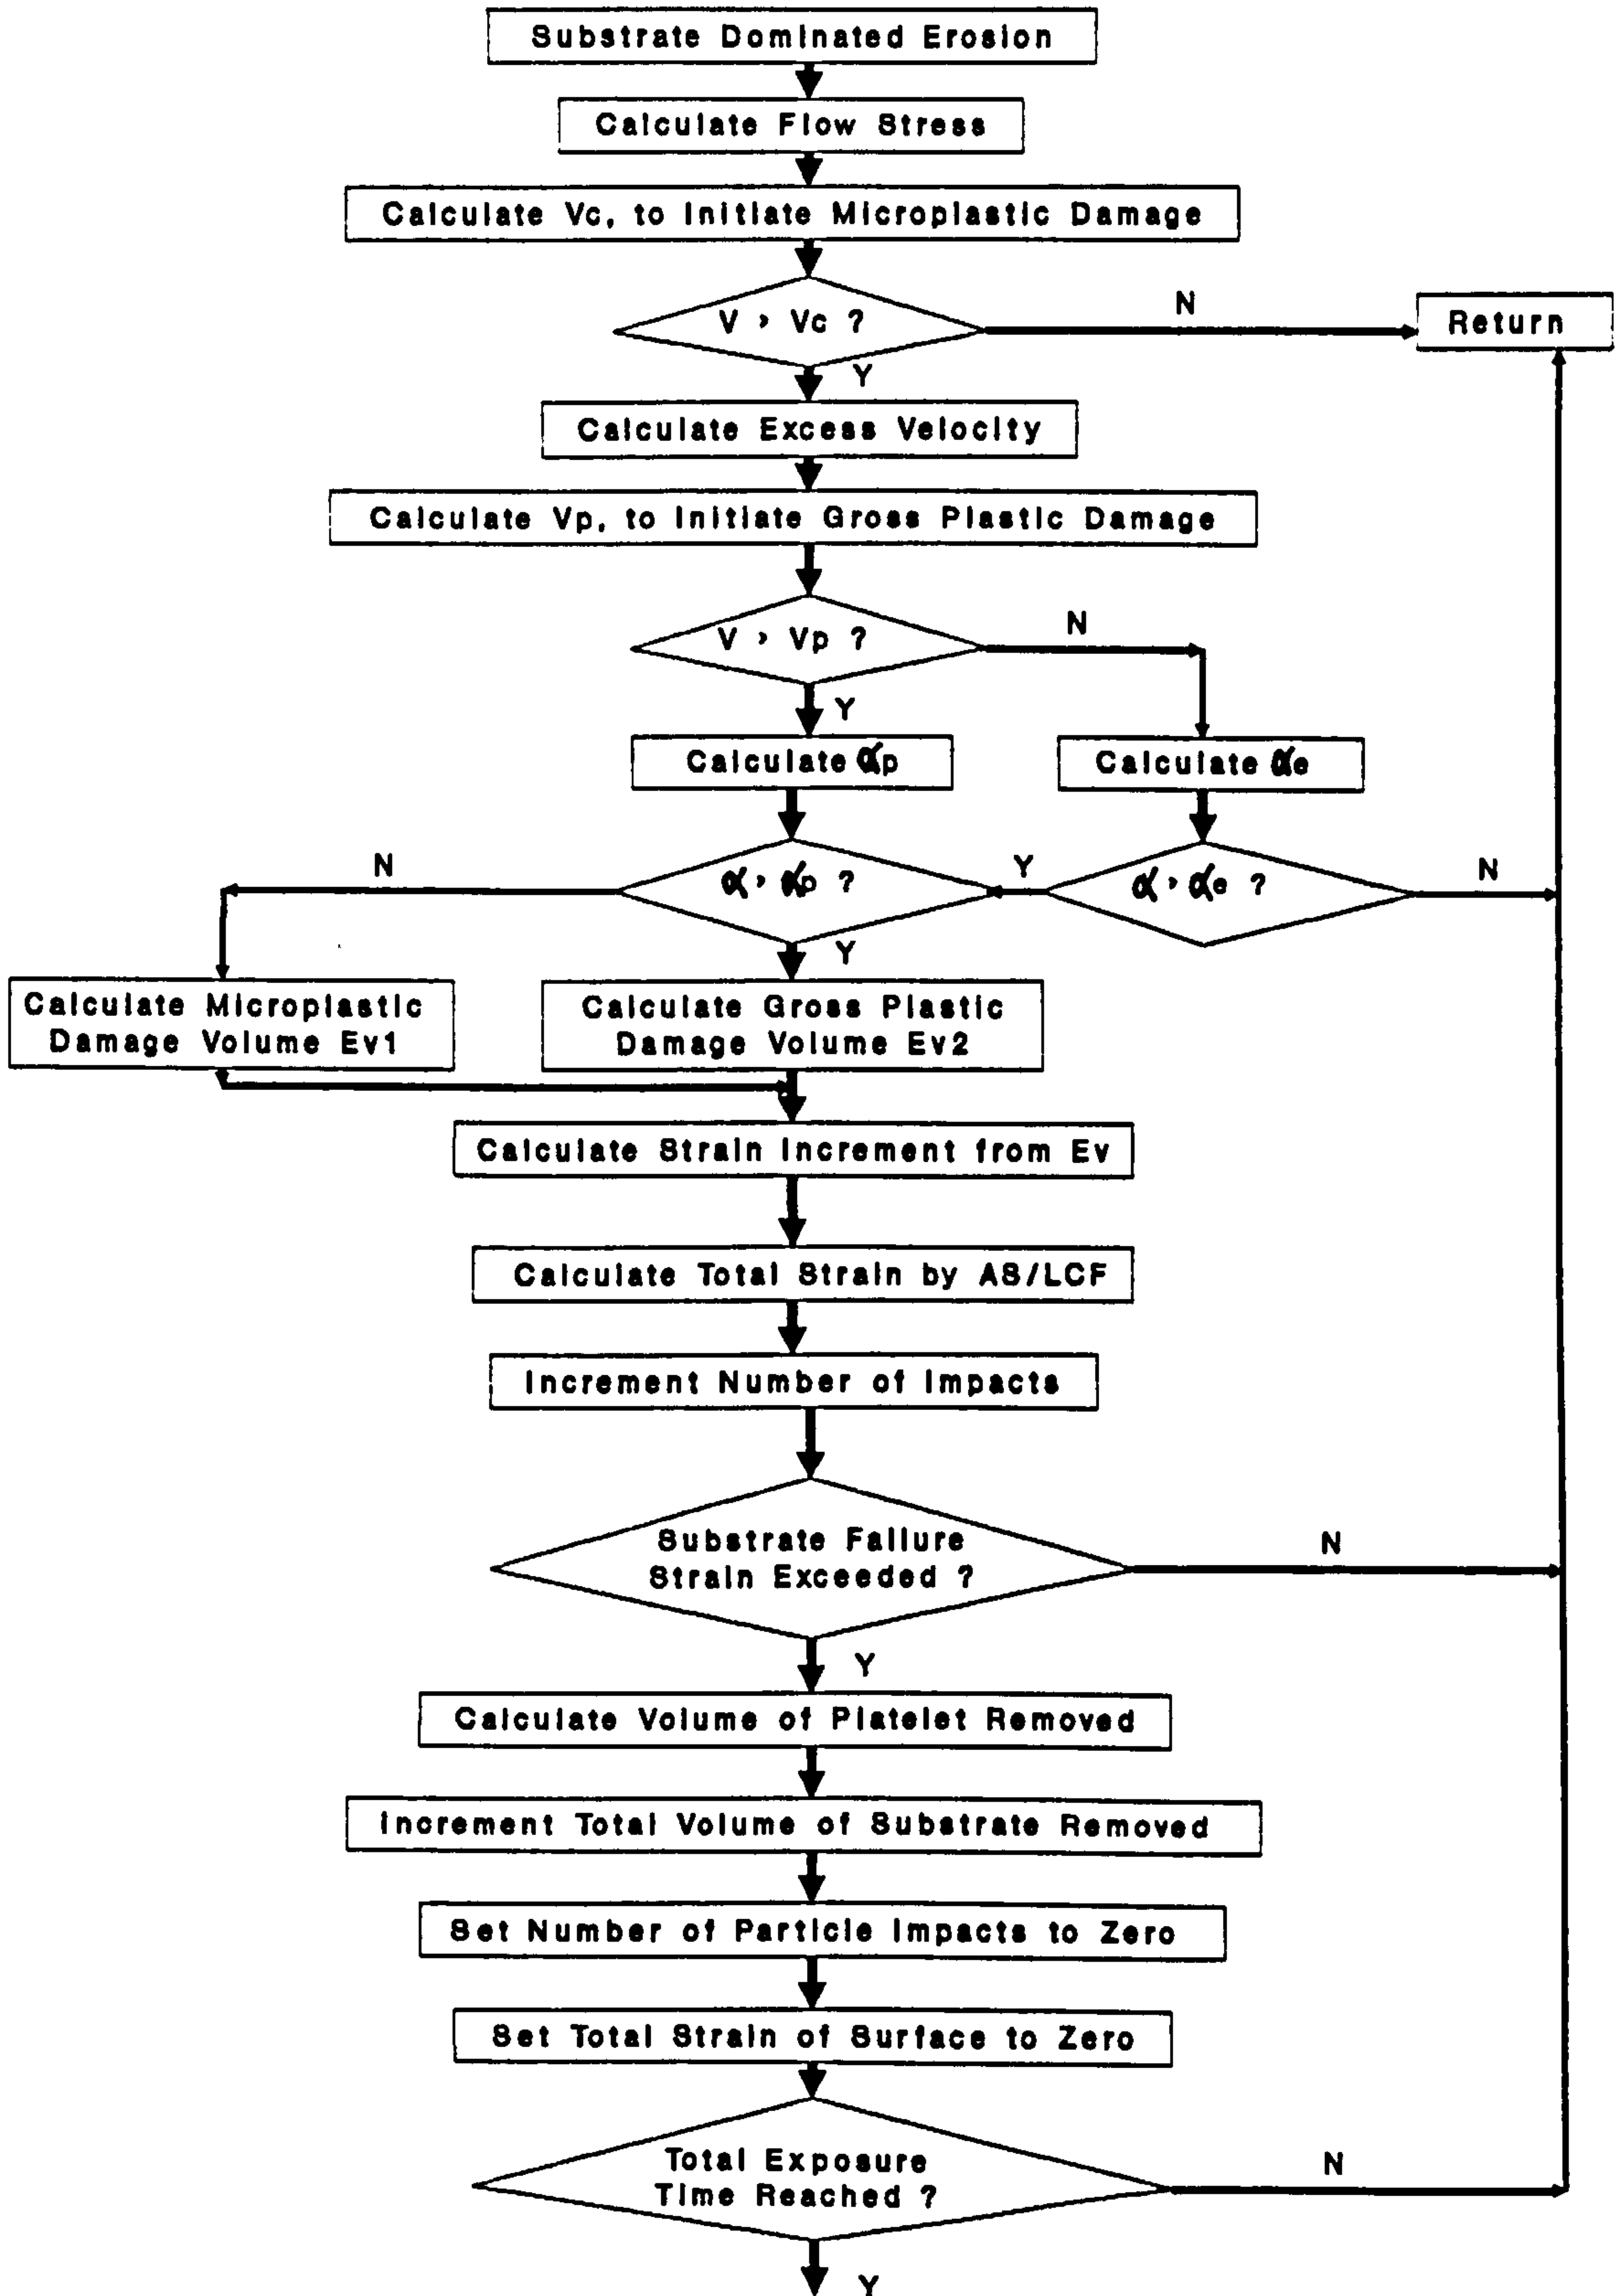 Substrate Dominated Erosion
Calculate Flow Stress
Calculate Vc, to Initiate Microplastic Damage
V > Vc ?
N
Return
Y
Calculate Excess Velocity
Calculate Vp, to Initiate Gross Plastic Damage
V > Vp ?
N
Y
Calculate αp
Calculate αe
N
α > αp ?
Y
α > αe ?
N
Y
Calculate Microplastic
Damage Volume Ev1
Calculate Gross Plastic
Damage Volume Ev2
Calculate Strain Increment from Ev
Calculate Total Strain by AS/LCF
Increment Number of Impacts
Substrate Failure
Strain Exceeded ?
N
Y
Calculate Volume of Platelet Removed
Increment Total Volume of Substrate Removed
Set Number of Particle Impacts to Zero
Set Total Strain of Surface to Zero
Total Exposure
Time Reached ?
N
Y